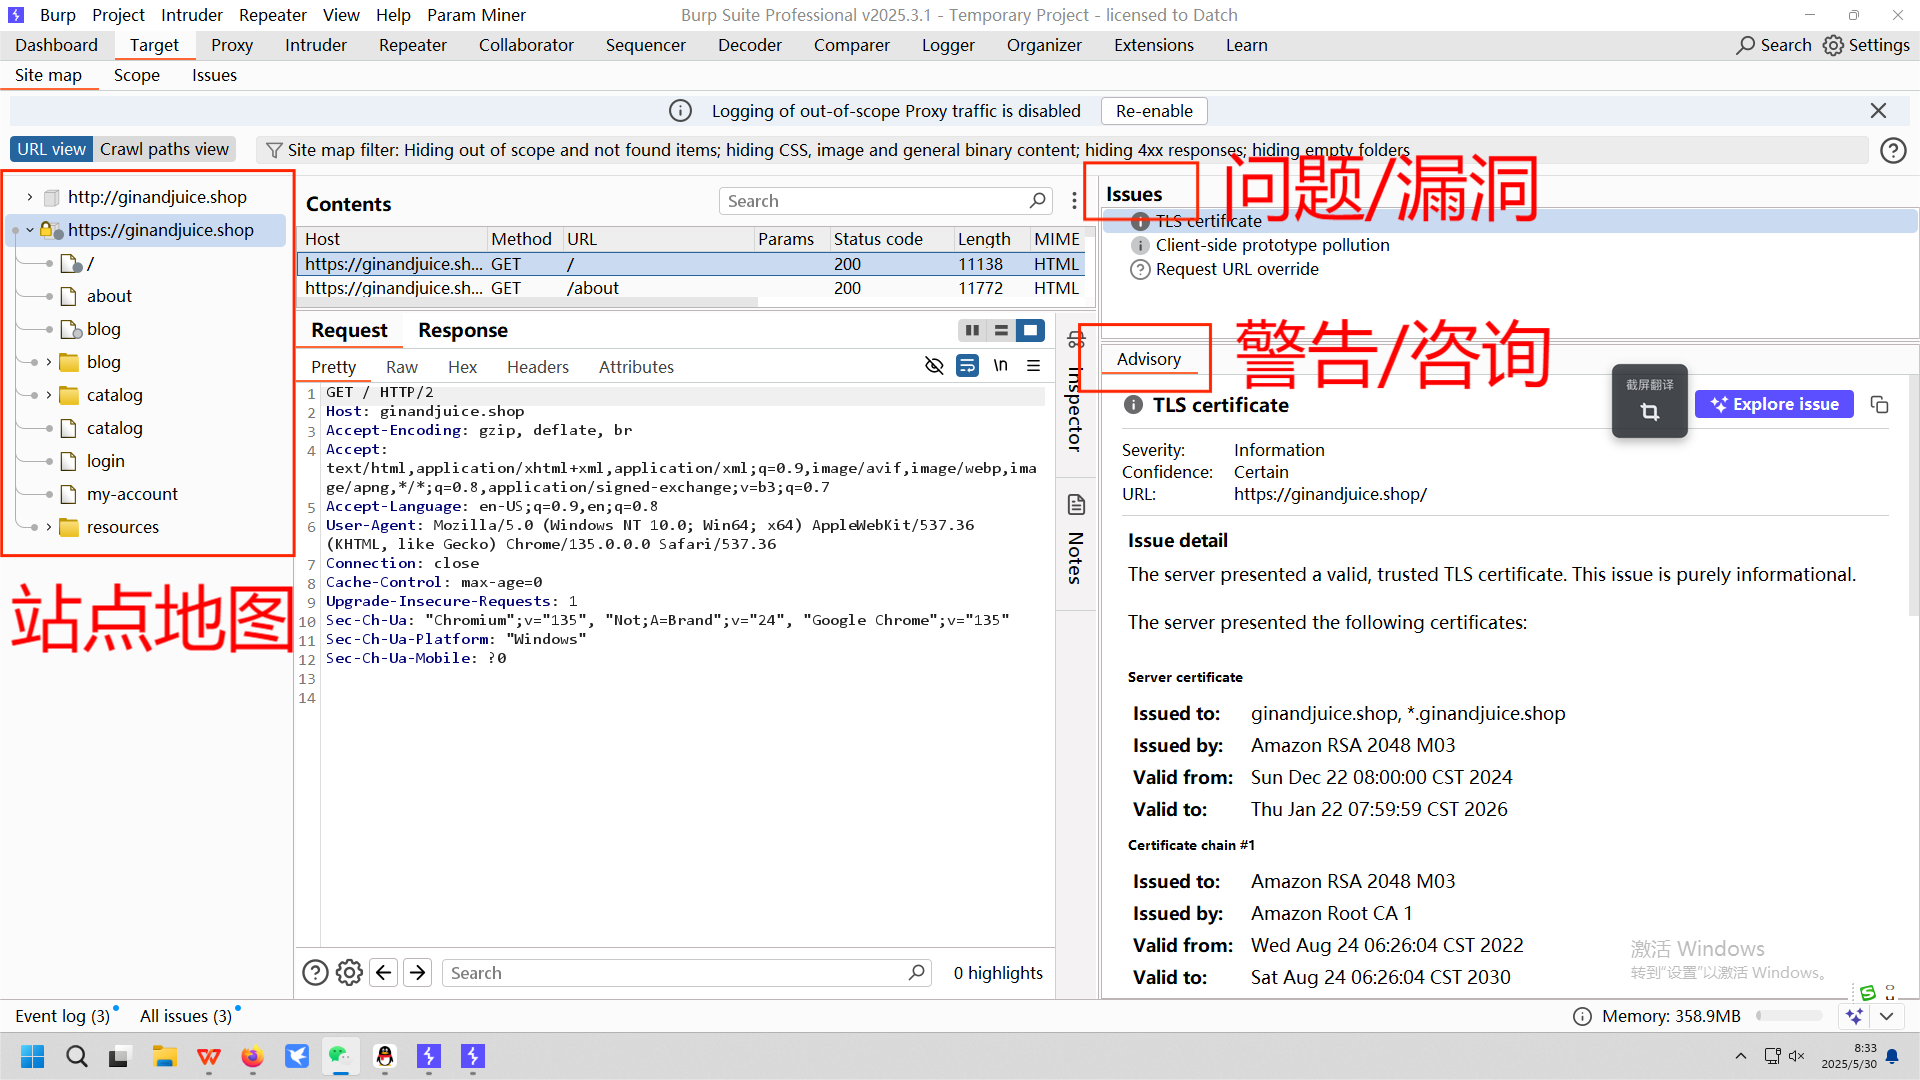 Burp Project Intruder Repeater View Help Param Miner
Burp Suite Professional v2025.3.1 - Temporary Project - licensed to Datch
Dashboard Target Proxy Intruder Repeater Collaborator Sequencer Decoder Comparer Logger Organizer Extensions Learn
Search Settings
Site map Scope Issues
Logging of out-of-scope Proxy traffic is disabled Re-enable
URL view Crawl paths view
Site map filter: Hiding out of scope and not found items; hiding CSS, image and general binary content; hiding 4xx responses; hiding empty folders
http://ginandjuice.shop
https://ginandjuice.shop
/
about
blog
blog
catalog
catalog
login
my-account
resources
站点地图
Contents
Search
Host Method URL Params Status code Length MIME
https://ginandjuice.sh... GET / 200 11138 HTML
https://ginandjuice.sh... GET /about 200 11772 HTML
Request Response
Pretty Raw Hex Headers Attributes
\n
1 GET / HTTP/2
2 Host: ginandjuice.shop
3 Accept-Encoding: gzip, deflate, br
4 Accept:
text/html,application/xhtml+xml,application/xml;q=0.9,image/avif,image/webp,ima
ge/apng,*/*;q=0.8,application/signed-exchange;v=b3;q=0.7
5 Accept-Language: en-US;q=0.9,en;q=0.8
6 User-Agent: Mozilla/5.0 (Windows NT 10.0; Win64; x64) AppleWebKit/537.36
(KHTML, like Gecko) Chrome/135.0.0.0 Safari/537.36
7 Connection: close
8 Cache-Control: max-age=0
9 Upgrade-Insecure-Requests: 1
10 Sec-Ch-Ua: "Chromium";v="135", "Not;A=Brand";v="24", "Google Chrome";v="135"
11 Sec-Ch-Ua-Platform: "Windows"
12 Sec-Ch-Ua-Mobile: ?0
13
14
Search
0 highlights
Inspector
Notes
Issues
问题/漏洞
TLS certificate
Client-side prototype pollution
Request URL override
Advisory
警告/咨询
截屏翻译
TLS certificate
Explore issue
Severity: Information
Confidence: Certain
URL: https://ginandjuice.shop/
Issue detail
The server presented a valid, trusted TLS certificate. This issue is purely informational.
The server presented the following certificates:
Server certificate
Issued to: ginandjuice.shop, *.ginandjuice.shop
Issued by: Amazon RSA 2048 M03
Valid from: Sun Dec 22 08:00:00 CST 2024
Valid to: Thu Jan 22 07:59:59 CST 2026
Certificate chain #1
Issued to: Amazon RSA 2048 M03
Issued by: Amazon Root CA 1
Valid from: Wed Aug 24 06:26:04 CST 2022
Valid to: Sat Aug 24 06:26:04 CST 2030
激活 Windows
转到“设置”以激活 Windows。
Event log (3) All issues (3)
Memory: 358.9MB
8:33
2025/5/30